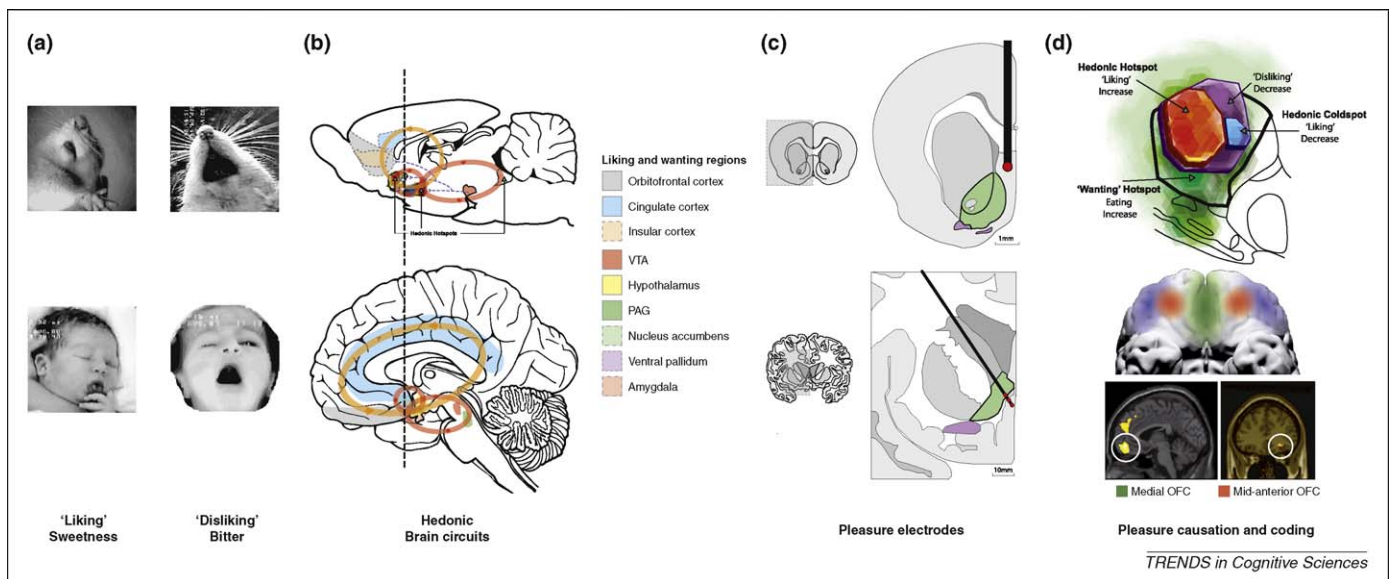 (a)
(b)
(c)
(d)
'Liking'
Sweetness
'Disliking'
Bitter
Hedonic Hotspots
Hedonic
Brain circuits
Liking and wanting regions
Orbitofrontal cortex
Cingulate cortex
Insular cortex
VTA
Hypothalamus
PAG
Nucleus accumbens
Ventral pallidum
Amygdala
1mm
10mm
Pleasure electrodes
Hedonic Hotspot
'Liking'
Increase
'Disliking'
Decrease
Hedonic Coldspot
'Liking'
Decrease
'Wanting' Hotspot
Eating
Increase
Medial OFC
Mid-anterior OFC
Pleasure causation and coding
TRENDS in Cognitive Sciences